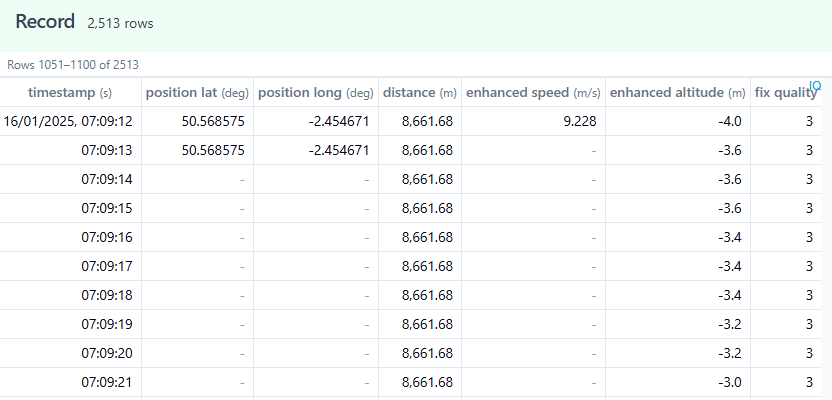 Record 2,513 rows
Rows 1051–1100 of 2513
timestamp (s) position lat (deg) position long (deg) distance (m) enhanced speed (m/s) enhanced altitude (m) fix quality IQ
16/01/2025, 07:09:12 50.568575 -2.454671 8,661.68 9.228 -4.0 3
07:09:13 50.568575 -2.454671 8,661.68 - -3.6 3
07:09:14 - - 8,661.68 - -3.6 3
07:09:15 - - 8,661.68 - -3.6 3
07:09:16 - - 8,661.68 - -3.4 3
07:09:17 - - 8,661.68 - -3.4 3
07:09:18 - - 8,661.68 - -3.4 3
07:09:19 - - 8,661.68 - -3.2 3
07:09:20 - - 8,661.68 - -3.2 3
07:09:21 - - 8,661.68 - -3.0 3